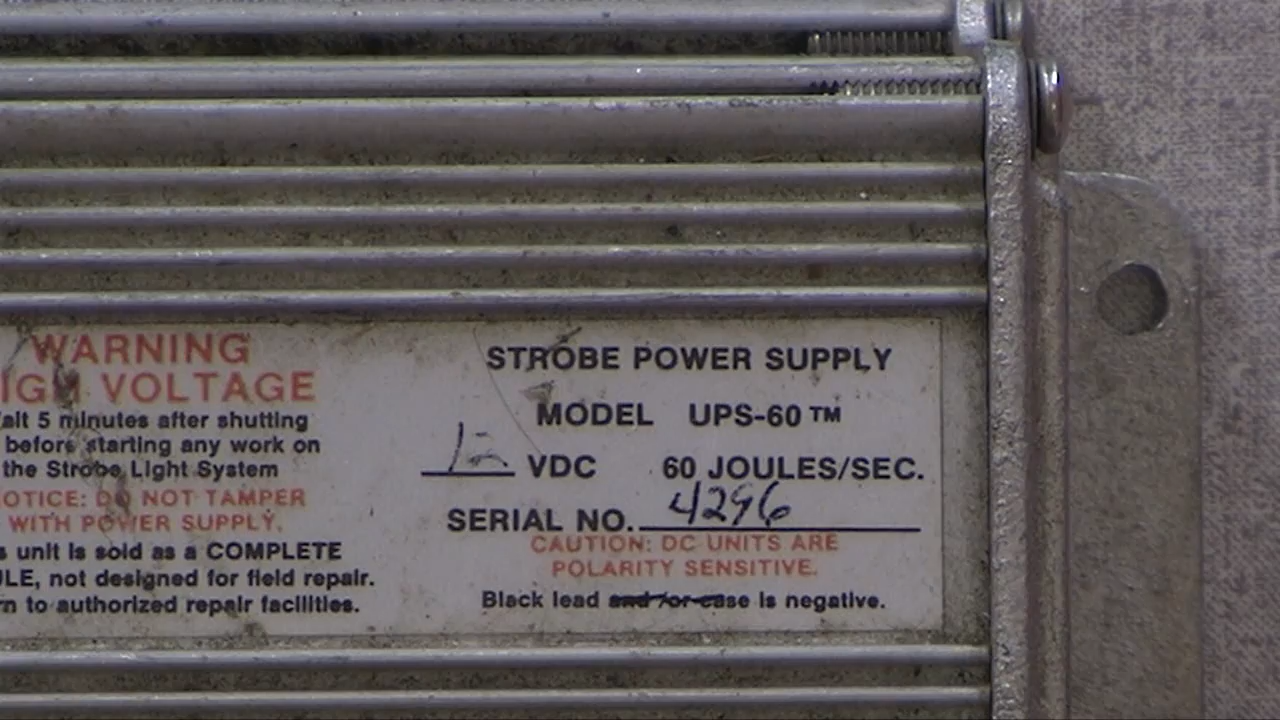 WARNING
IGH VOLTAGE
ait 5 minutes after shutting
before starting any work on
the Strobe Light System
OTICE: DO NOT TAMPER
WITH POWER SUPPLY.
s unit is sold as a COMPLETE
ULE, not designed for field repair.
rn to authorized repair facilities.
STROBE POWER SUPPLY
MODEL UPS-60™
12 VDC 60 JOULES/SEC.
SERIAL NO. 4296
CAUTION: DC UNITS ARE
POLARITY SENSITIVE.
Black lead and/or case is negative.